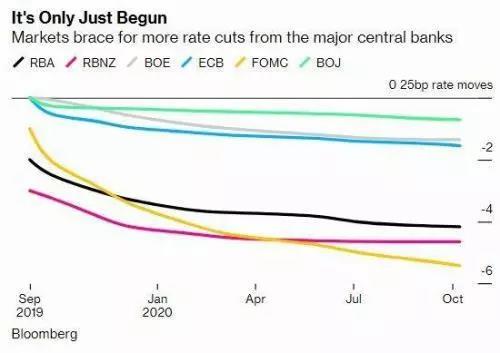 It's Only Just Begun
Markets brace for more rate cuts from the major central banks
RBA RBNZ BOE ECB FOMC BOJ
0 25bp rate moves
-2
-4
-6
Sep Jan Apr Jul Oct
2019 2020
Bloomberg